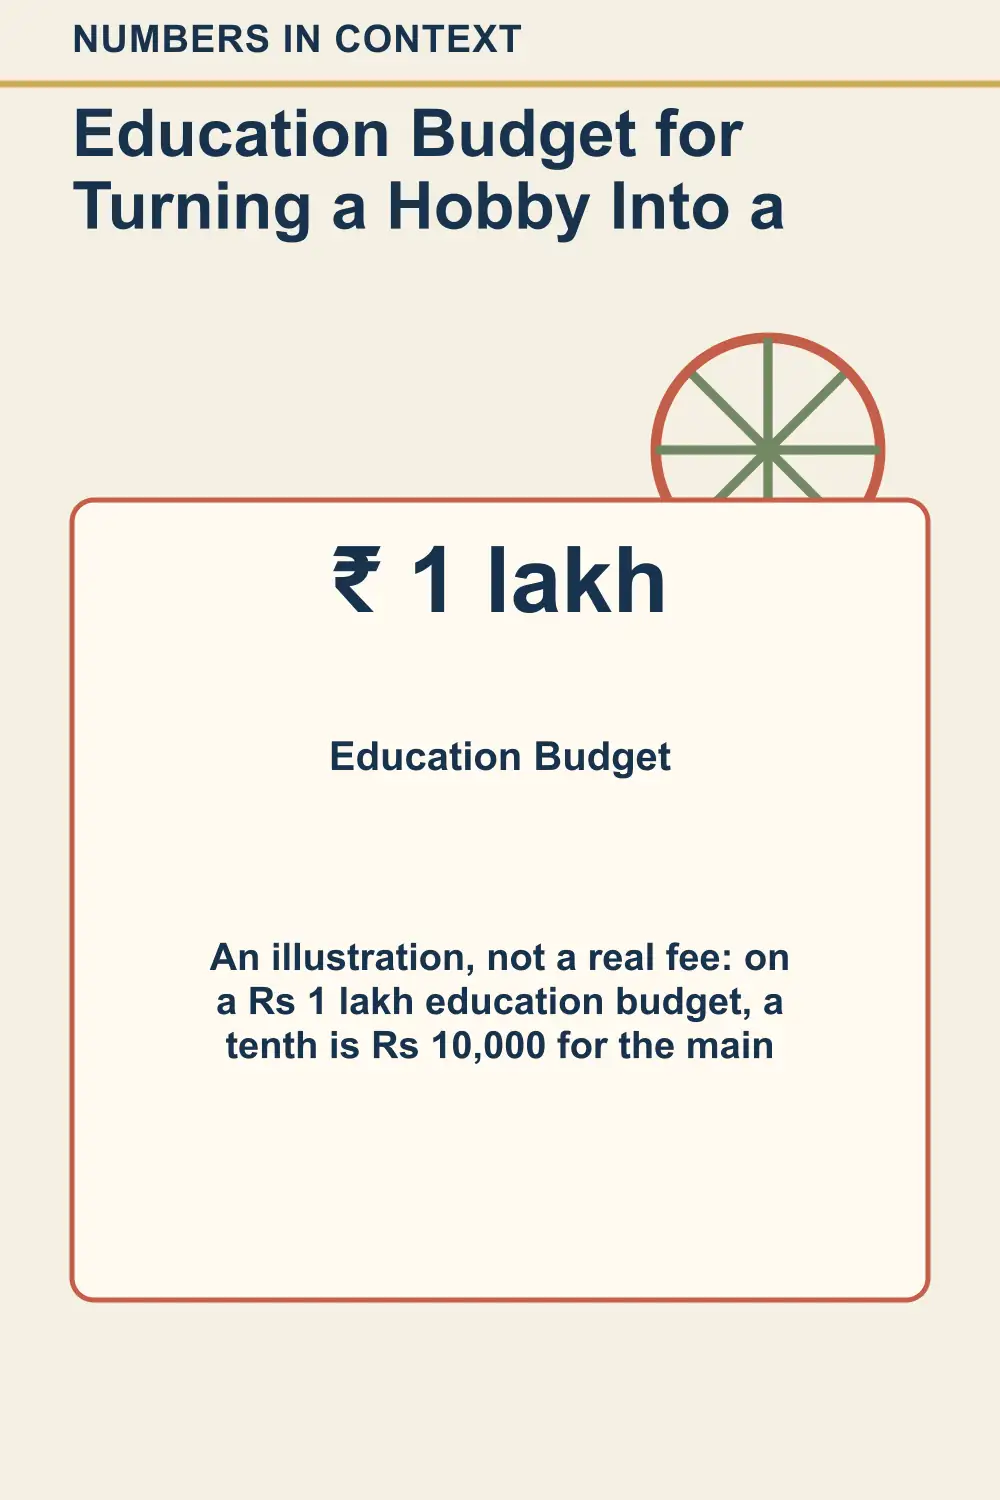 NUMBERS IN CONTEXT
Education Budget for
Turning a Hobby Into a
₹ 1 lakh
Education Budget
An illustration, not a real fee: on
a Rs 1 lakh education budget, a
tenth is Rs 10,000 for the main